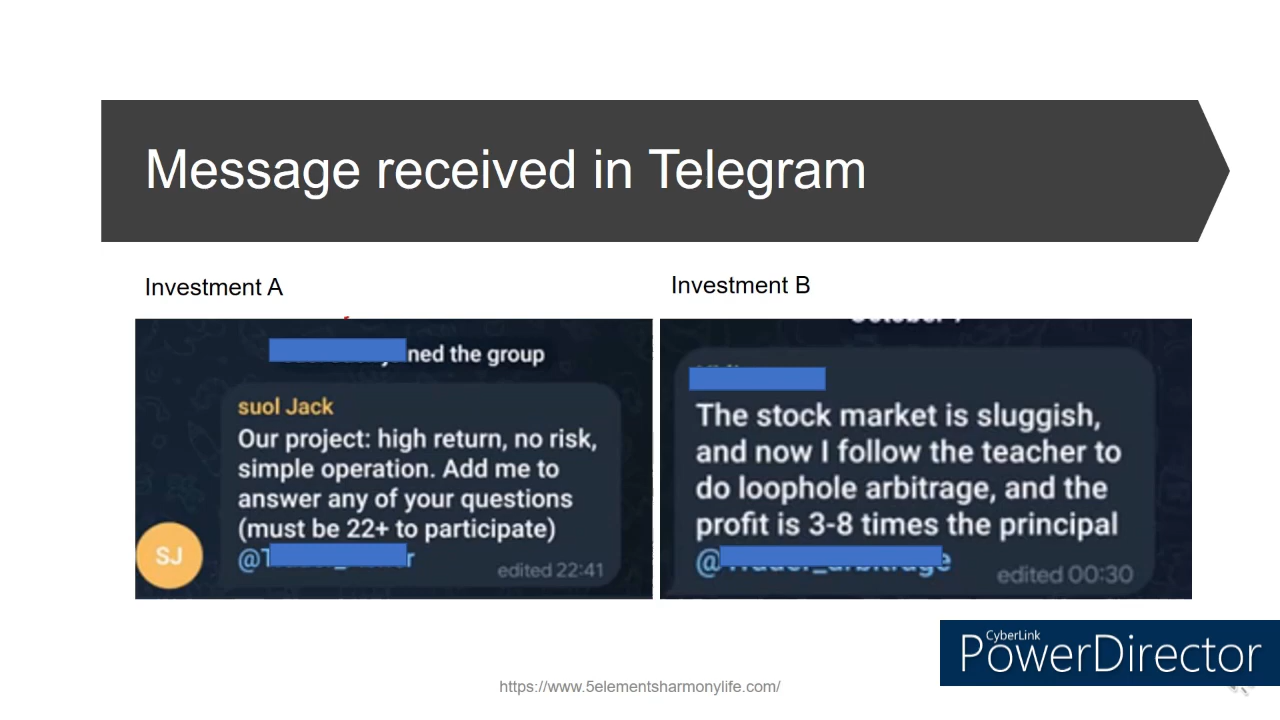 Message received in Telegram
Investment A
Investment B
ned the group
suol Jack
Our project: high return, no risk,
simple operation. Add me to
answer any of your questions
(must be 22+ to participate)
SJ
edited 22:41
The stock market is sluggish,
and now I follow the teacher to
do loophole arbitrage, and the
profit is 3-8 times the principal
edited 00:30
CyberLink
PowerDirector
https://www.5elementsharmonylife.com/